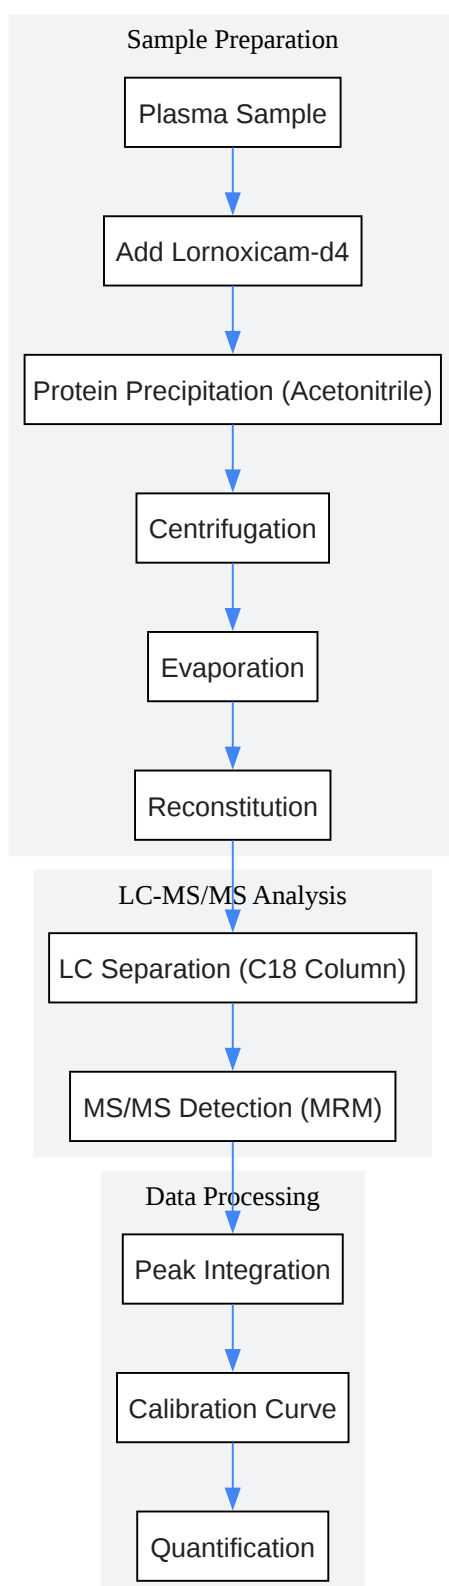 Sample Preparation
Plasma Sample
Add Lornoxicam-d4
Protein Precipitation (Acetonitrile)
Centrifugation
Evaporation
Reconstitution
LC-MS/MS Analysis
LC Separation (C18 Column)
MS/MS Detection (MRM)
Data Processing
Peak Integration
Calibration Curve
Quantification